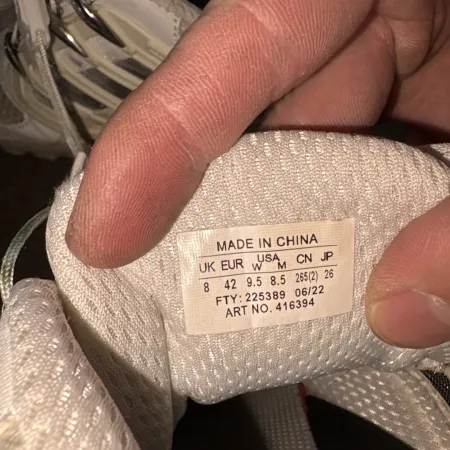 MADE IN CHINA
UK EUR USA W M CN JP
8 42 9.5 8.5 265(2) 26
FTY: 225389 06/22
ART NO. 416394